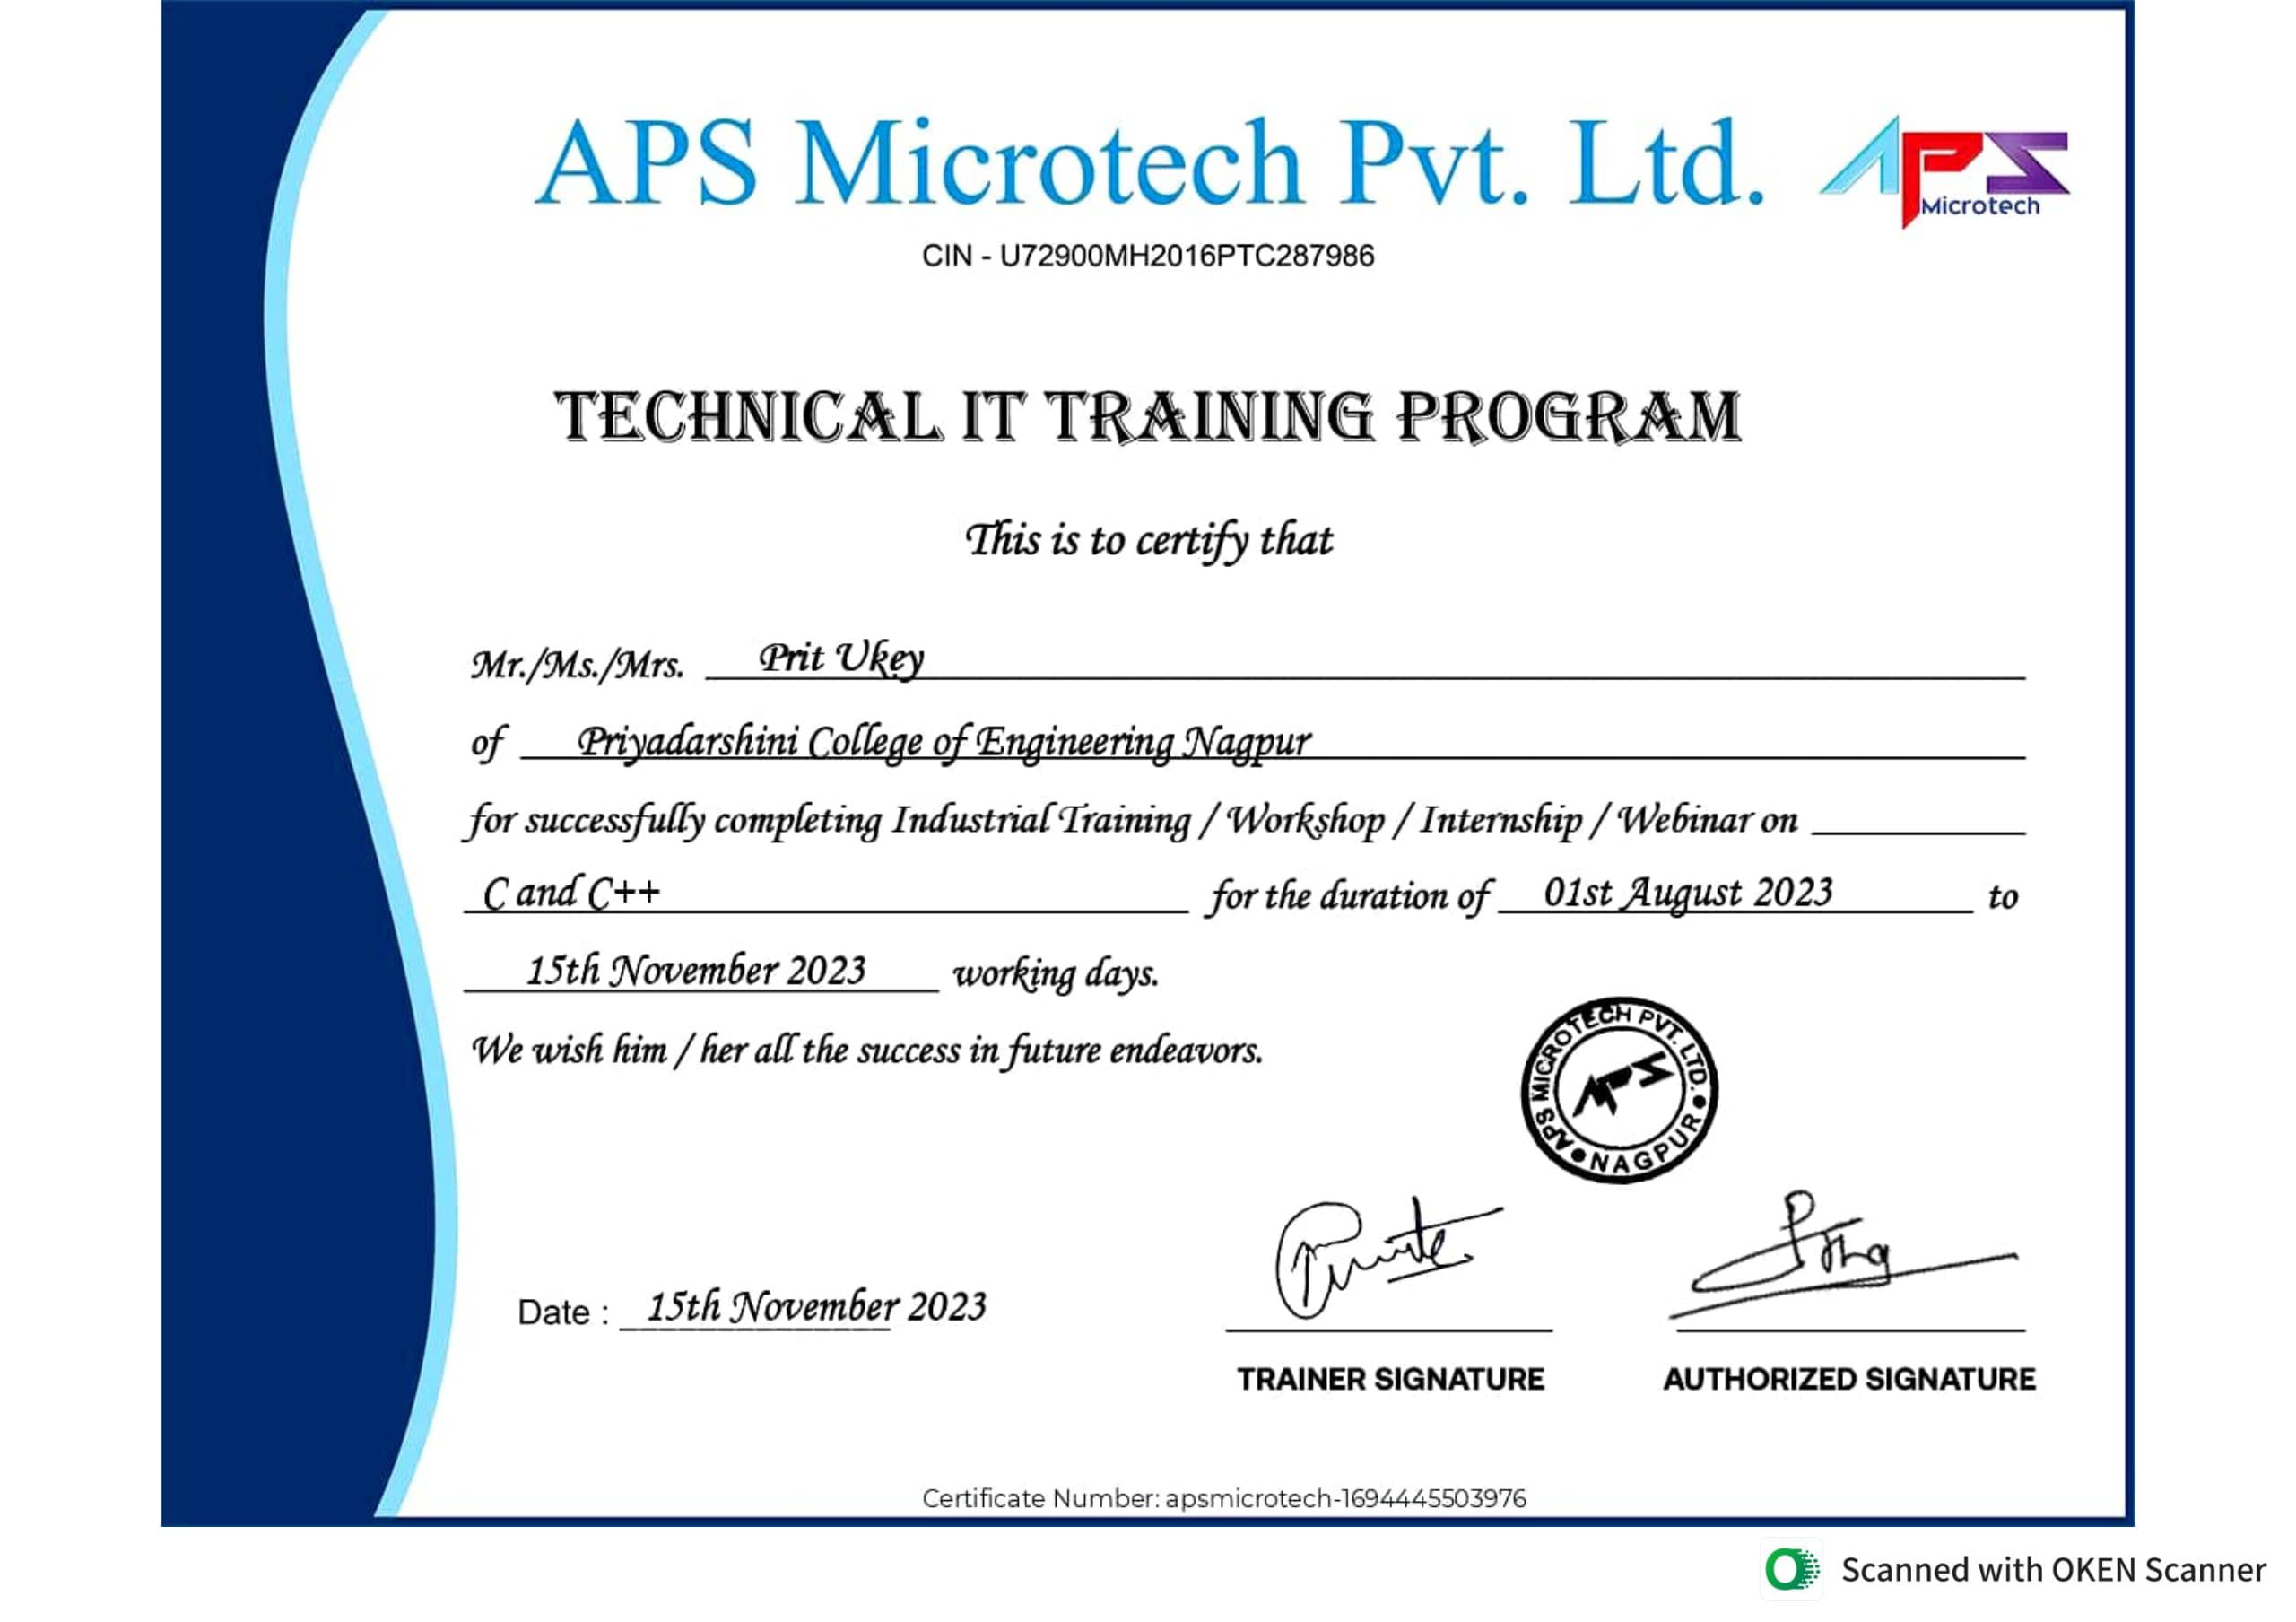 APS Microtech Pvt. Ltd.
APS Microtech
CIN - U72900MH2016PTC287986
TECHNICAL IT TRAINING PROGRAM
This is to certify that
Mr./Ms./Mrs. Prit Ukey
of Priyadarshini College of Engineering Nagpur
for successfully completing Industrial Training / Workshop / Internship / Webinar on
C and C++ for the duration of 01st August 2023 to
15th November 2023 working days.
We wish him / her all the success in future endeavors.
APS MICROTECH PVT. LTD.
APS
NAGPUR
Date : 15th November 2023
TRAINER SIGNATURE AUTHORIZED SIGNATURE
Certificate Number: apsmicrotech-1694445503976
Scanned with OKEN Scanner